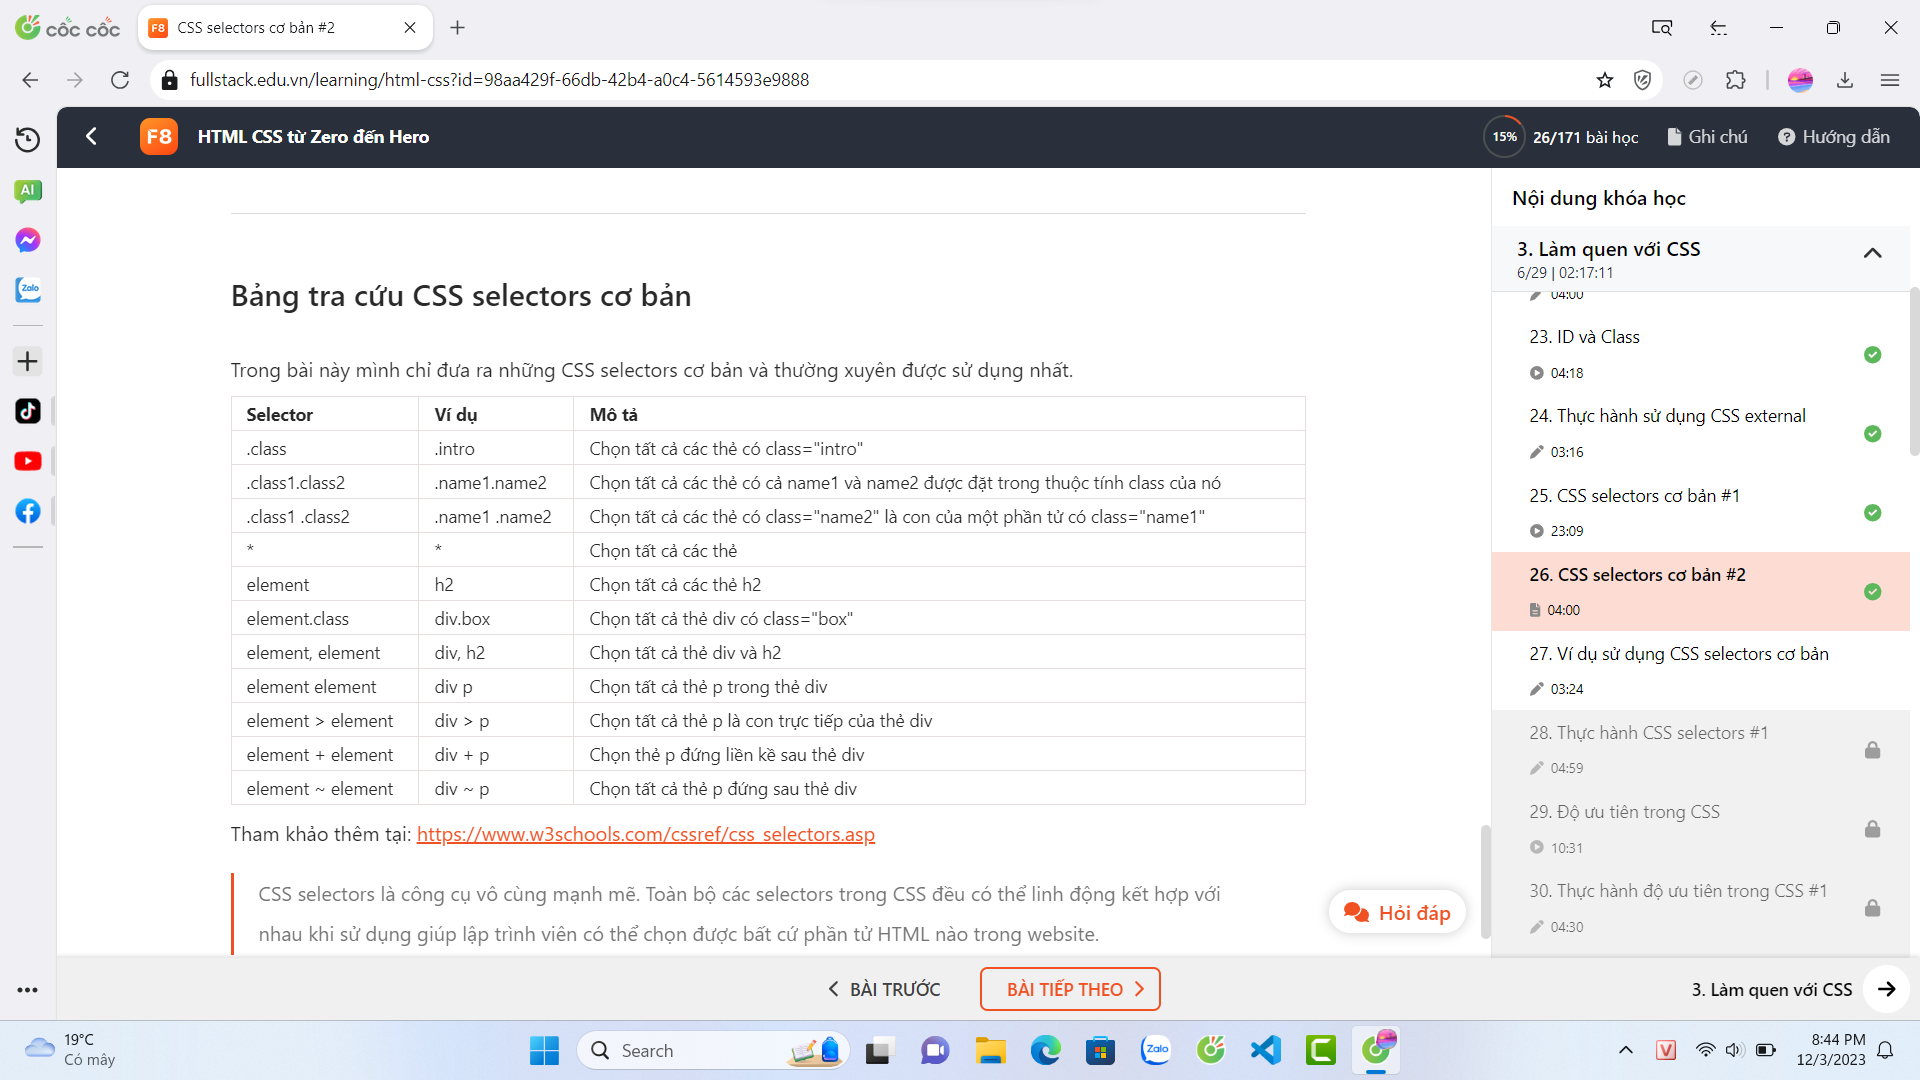 cốc cốc
F8 CSS selectors cơ bản #2
fullstack.edu.vn/learning/html-css?id=98aa429f-66db-42b4-a0c4-5614593e9888
F8 HTML CSS từ Zero đến Hero
15% 26/171 bài học Ghi chú Hướng dẫn
AI
Zalo
Bảng tra cứu CSS selectors cơ bản
Trong bài này mình chỉ đưa ra những CSS selectors cơ bản và thường xuyên được sử dụng nhất.
Selector Ví dụ Mô tả
.class .intro Chọn tất cả các thẻ có class="intro"
.class1.class2 .name1.name2 Chọn tất cả các thẻ có cả name1 và name2 được đặt trong thuộc tính class của nó
.class1 .class2 .name1 .name2 Chọn tất cả các thẻ có class="name2" là con của một phần tử có class="name1"
* * Chọn tất cả các thẻ
element h2 Chọn tất cả các thẻ h2
element.class div.box Chọn tất cả thẻ div có class="box"
element, element div, h2 Chọn tất cả thẻ div và h2
element element div p Chọn tất cả thẻ p trong thẻ div
element > element div > p Chọn tất cả thẻ p là con trực tiếp của thẻ div
element + element div + p Chọn thẻ p đứng liền kề sau thẻ div
element ~ element div ~ p Chọn tất cả thẻ p đứng sau thẻ div
Tham khảo thêm tại: https://www.w3schools.com/cssref/css_selectors.asp
CSS selectors là công cụ vô cùng mạnh mẽ. Toàn bộ các selectors trong CSS đều có thể linh động kết hợp với
nhau khi sử dụng giúp lập trình viên có thể chọn được bất cứ phần tử HTML nào trong website.
Hỏi đáp
Nội dung khóa học
3. Làm quen với CSS
6/29 | 02:17:11
04:00
23. ID và Class
04:18
24. Thực hành sử dụng CSS external
03:16
25. CSS selectors cơ bản #1
23:09
26. CSS selectors cơ bản #2
04:00
27. Ví dụ sử dụng CSS selectors cơ bản
03:24
28. Thực hành CSS selectors #1
04:59
29. Độ ưu tiên trong CSS
10:31
30. Thực hành độ ưu tiên trong CSS #1
04:30
BÀI TRƯỚC BÀI TIẾP THEO
3. Làm quen với CSS
19°C
Có mây
Search
Zalo
V
8:44 PM
12/3/2023